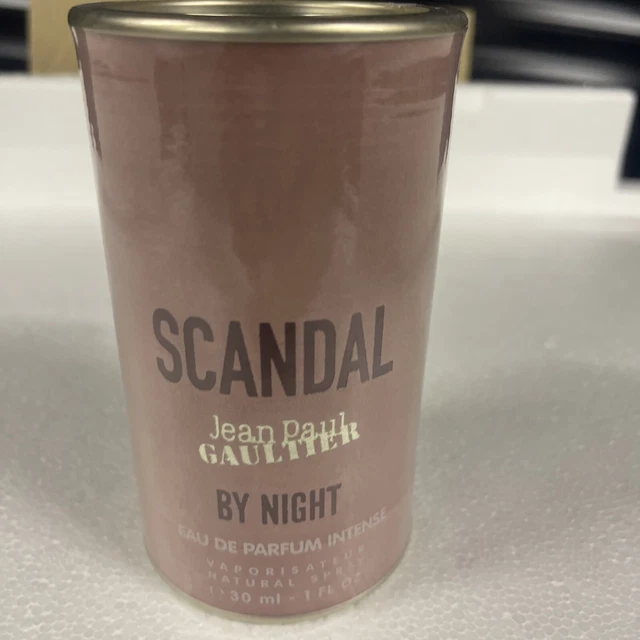 SCANDAL
Jean Paul
GAULTIER
BY NIGHT
EAU DE PARFUM INTENSE
VAPORISATEUR
NATURAL SPRAY
30 ml - 1 FL OZ